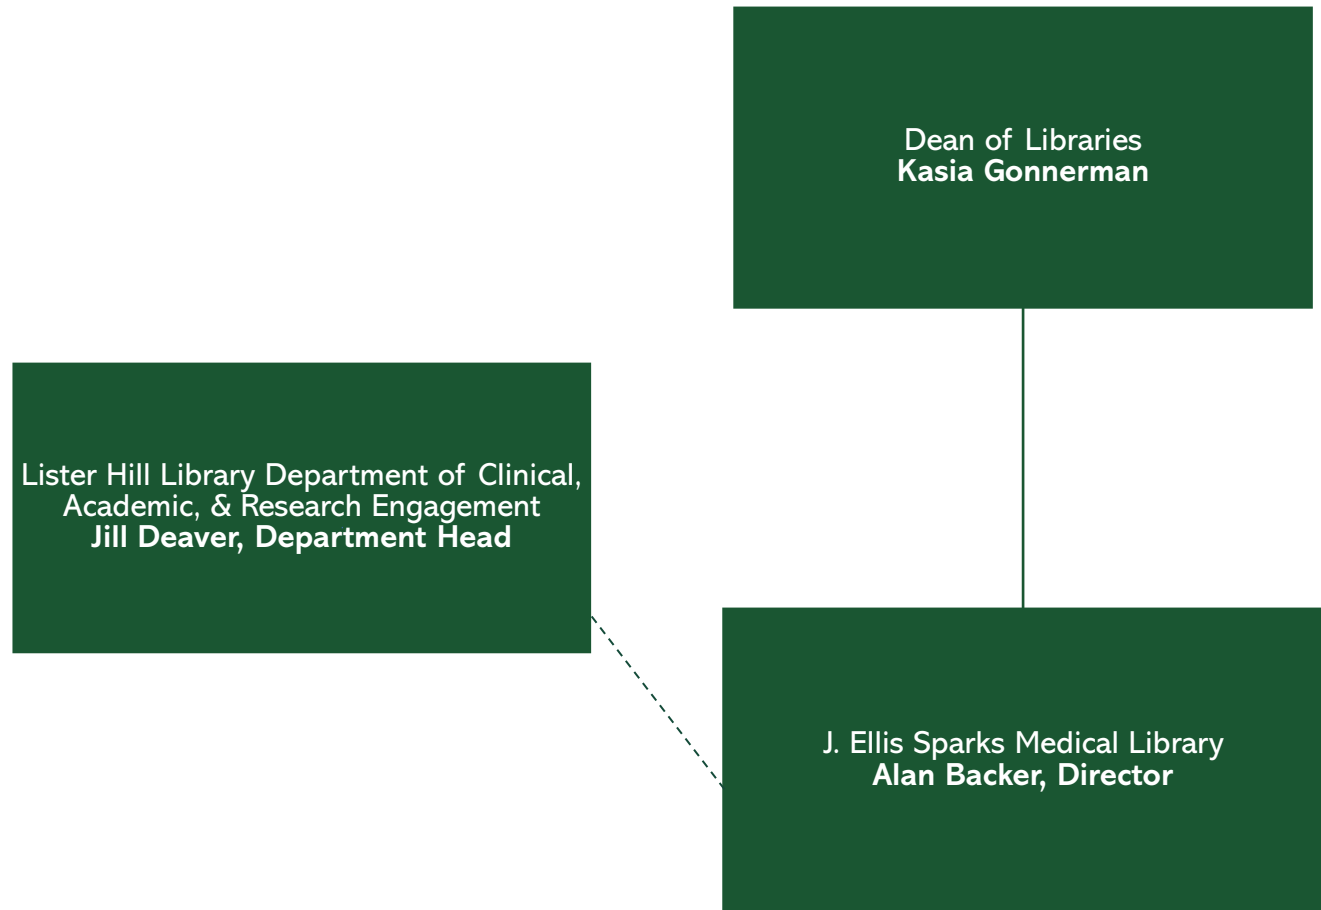 Dean of Libraries
Kasia Gonnerman
Lister Hill Library Department of Clinical,
Academic, & Research Engagement
Jill Deaver, Department Head
J. Ellis Sparks Medical Library
Alan Backer, Director